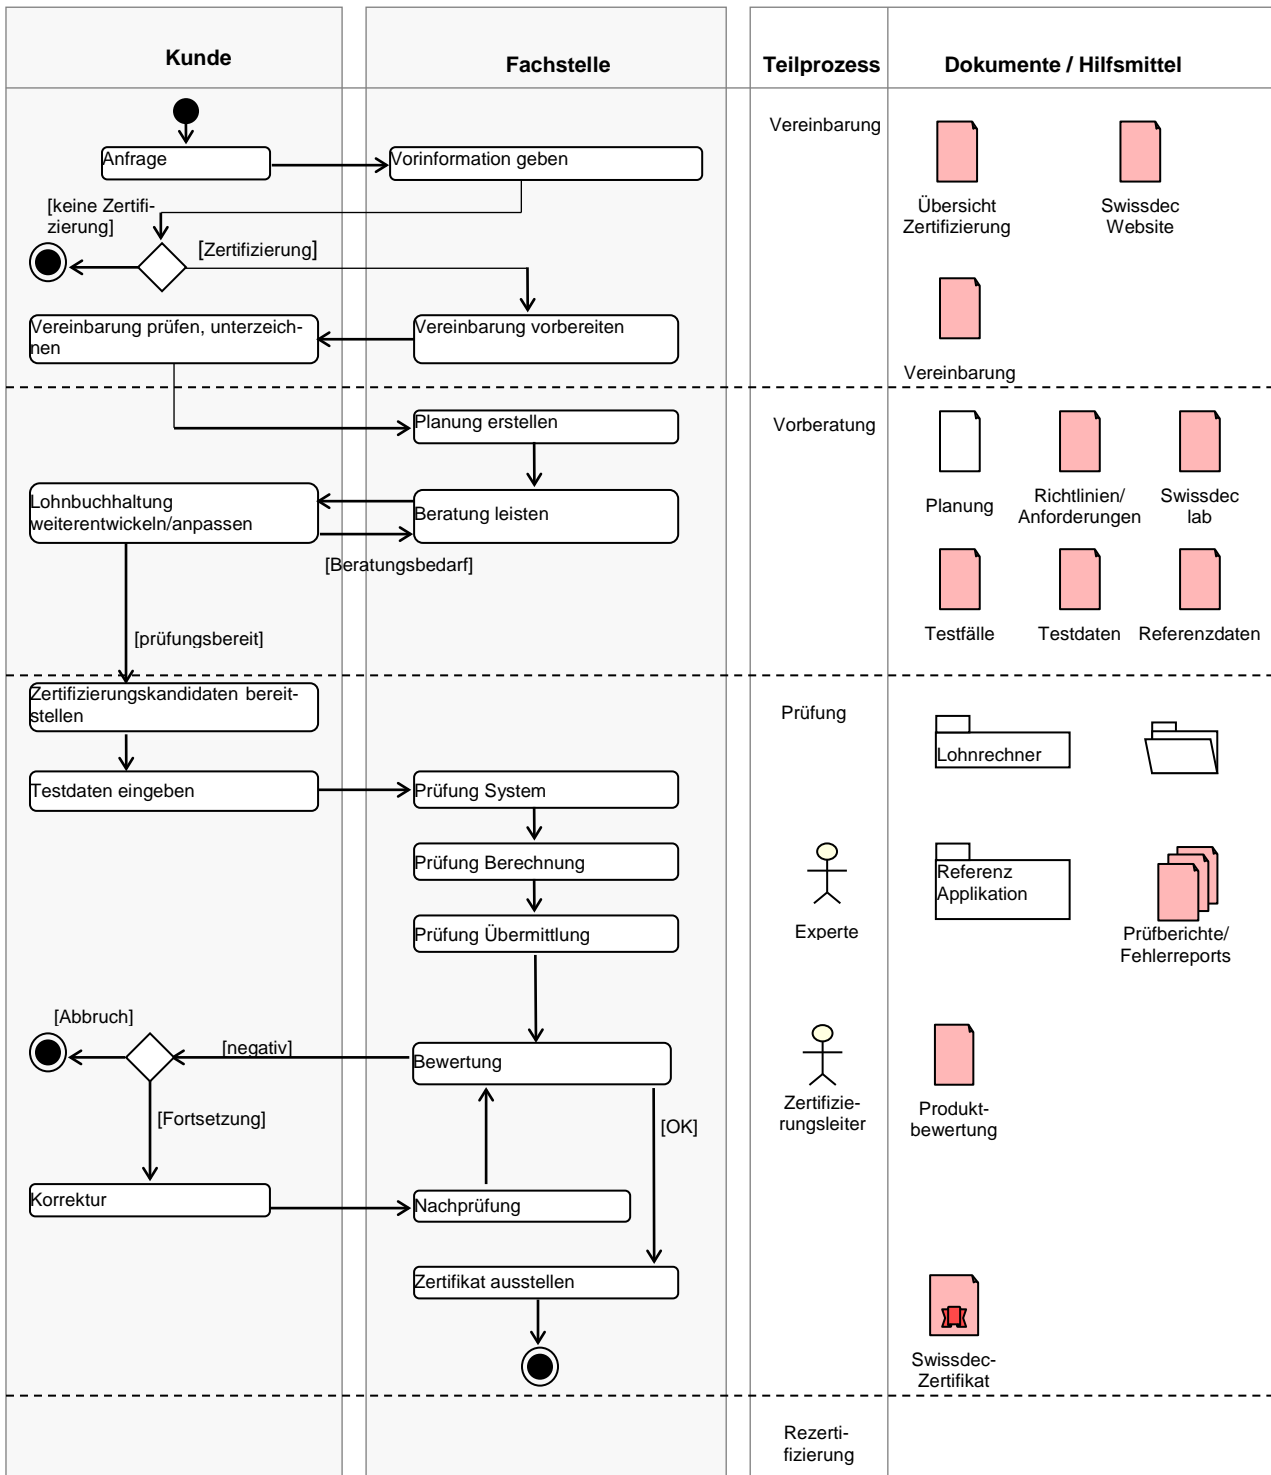 Kunde
Fachstelle
Teilprozess
Dokumente / Hilfsmittel
Anfrage
Vorinformation geben
Vereinbarung
Übersicht
Zertifizierung
Swissdec
Website
[keine Zertifi-
zierung]
[Zertifizierung]
Vereinbarung prüfen, unterzeich-
nen
Vereinbarung vorbereiten
Vereinbarung
Planung erstellen
Vorberatung
Planung
Richtlinien/
Anforderungen
Swissdec
lab
Lohnbuchhaltung
weiterentwickeln/anpassen
Beratung leisten
[Beratungsbedarf]
[prüfungsbereit]
Testfälle
Testdaten
Referenzdaten
Zertifizierungskandidaten bereit-
stellen
Prüfung
Lohnrechner
Testdaten eingeben
Prüfung System
Prüfung Berechnung
Prüfung Übermittlung
Experte
Referenz
Applikation
Prüfberichte/
Fehlerreports
[Abbruch]
[negativ]
Bewertung
[Fortsetzung]
[OK]
Zertifizie-
rungsleiter
Produkt-
bewertung
Korrektur
Nachprüfung
Zertifikat ausstellen
Swissdec-
Zertifikat
Rezerti-
fizierung